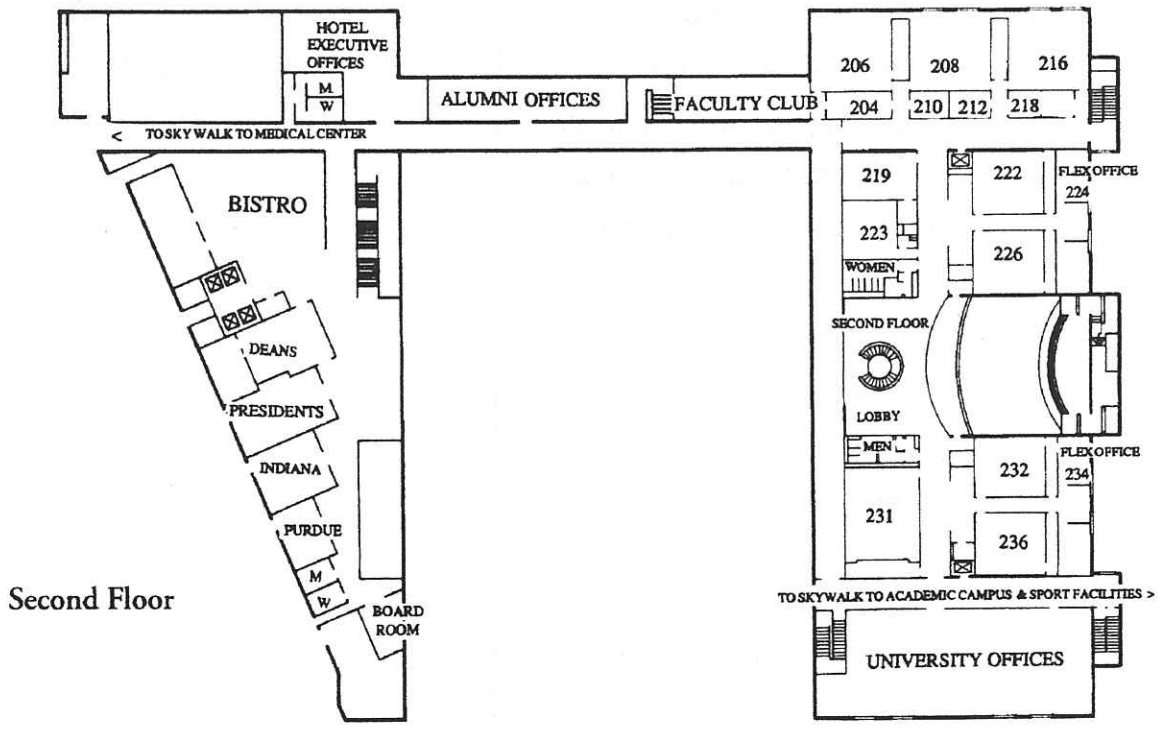 HOTEL
EXECUTIVE
OFFICES
M
W
ALUMNI OFFICES
FACULTY CLUB
206
208
216
204
210
212
218
< TO SKYWALK TO MEDICAL CENTER
BISTRO
219
222
FLEX OFFICE
224
223
226
WOMEN
SECOND FLOOR
LOBBY
DEANS
PRESIDENTS
INDIANA
PURDUE
M
W
BOARD
ROOM
MEN
232
FLEX OFFICE
234
231
236
Second Floor
TO SKYWALK TO ACADEMIC CAMPUS & SPORT FACILITIES >
UNIVERSITY OFFICES